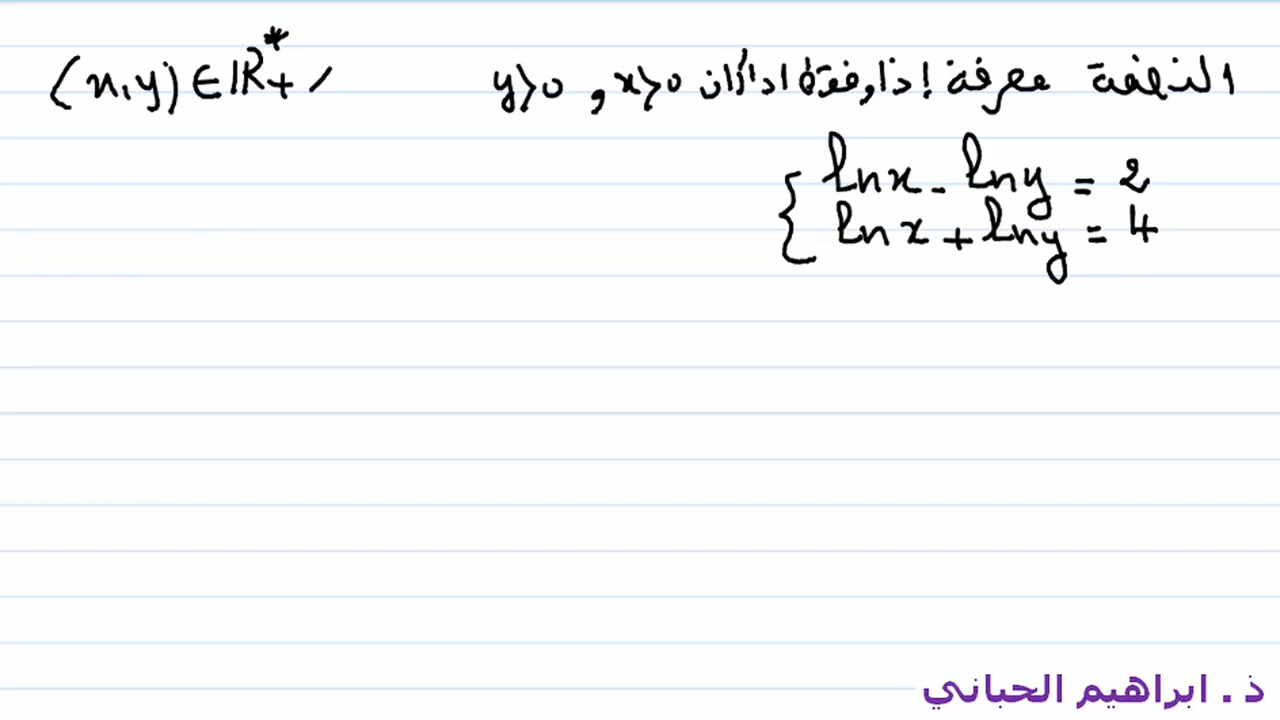 النظمة معرفة إذا وفقط إذا كان x>0 و y>0 (x,y) ∈ ℝ₊* /
{ ln x - ln y = 2
ln x + ln y = 4
ذ . ابراهيم الحباني